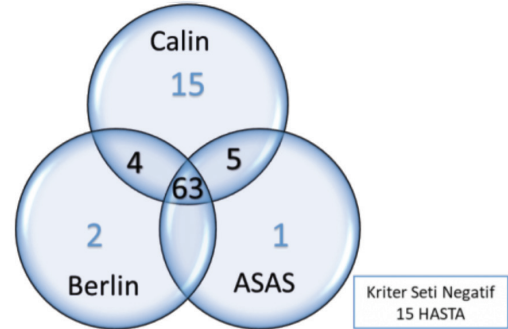 Calin
15
4
5
63
2
1
Berlin
ASAS
Kriter Seti Negatif
15 HASTA